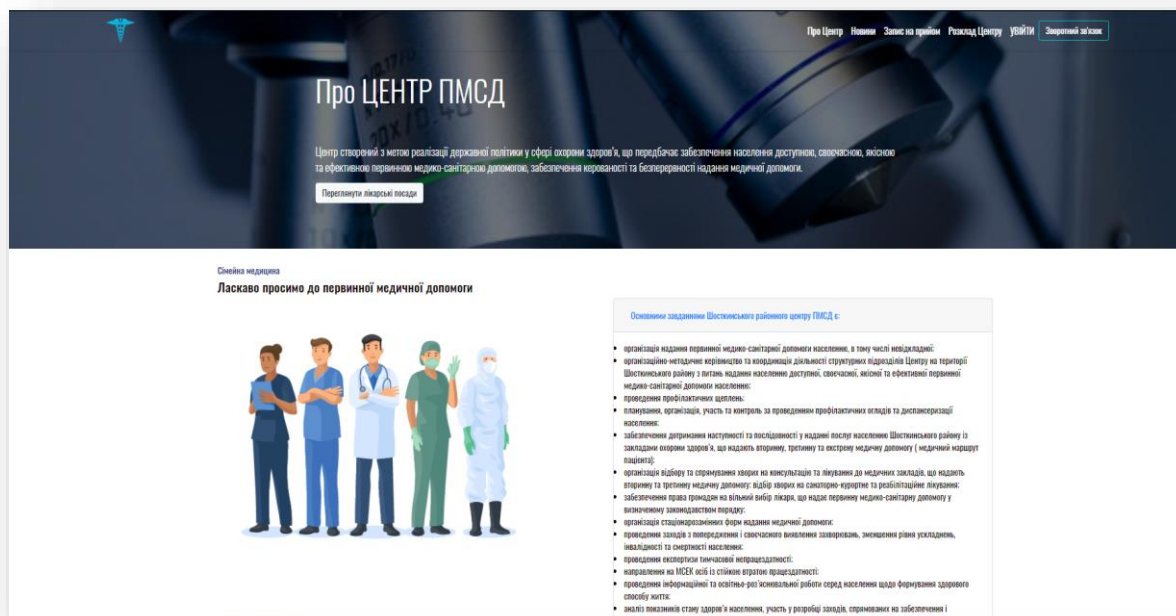 Про Центр Новини Запис на прийом Розклад Центру УВІЙТИ Зворотний зв'язок
Про ЦЕНТР ПМСД
Центр створений з метою реалізації державної політики у сфері охорони здоров'я, що передбачає забезпечення населення доступною, своєчасною, якісною
та ефективною первинною медико-санітарною допомогою, забезпечення керованості та безперервності надання медичної допомоги.
Переглянути лікарські посади
Сімейна медицина
Ласкаво просимо до первинної медичної допомоги
Основними завданнями Шосткинського районного центру ПМСД є:
організація надання первинної медико-санітарної допомоги населенню, в тому числі невідкладної;
організаційно-методичне керівництво та координація діяльності структурних підрозділів Центру на території
Шосткинського району з питань надання населенню доступної, своєчасної, якісної та ефективної первинної
медико-санітарної допомоги населенню;
проведення профілактичних щеплень;
планування, організація, участь та контроль за проведенням профілактичних оглядів та диспансеризації
населення;
забезпечення дотримання наступності та послідовності у наданні послуг населенню Шосткинського району із
закладами охорони здоров'я, що надають вторинну, третинну та екстрену медичну допомогу ( медичний маршрут
пацієнта);
організація відбору та спрямування хворих на консультацію та лікування до медичних закладів, що надають
вторинну та третинну медичну допомогу; відбір хворих на санаторно-курортне та реабілітаційне лікування;
забезпечення права громадян на вільний вибір лікаря, що надає первинну медико-санітарну допомогу у
визначеному законодавством порядку;
організація стаціонарозамінних форм надання медичної допомоги;
проведення заходів з попередження і своєчасного виявлення захворювань, зменшення рівня ускладнень,
інвалідності та смертності населення;
проведення експертизи тимчасової непрацездатності;
направлення на МСЕК осіб із стійкою втратою працездатності;
проведення інформаційної та освітньо-роз'яснювальної роботи серед населення щодо формування здорового
способу життя;
аналіз показників стану здоров'я населення, участь у розробці заходів, спрямованих на забезпечення і